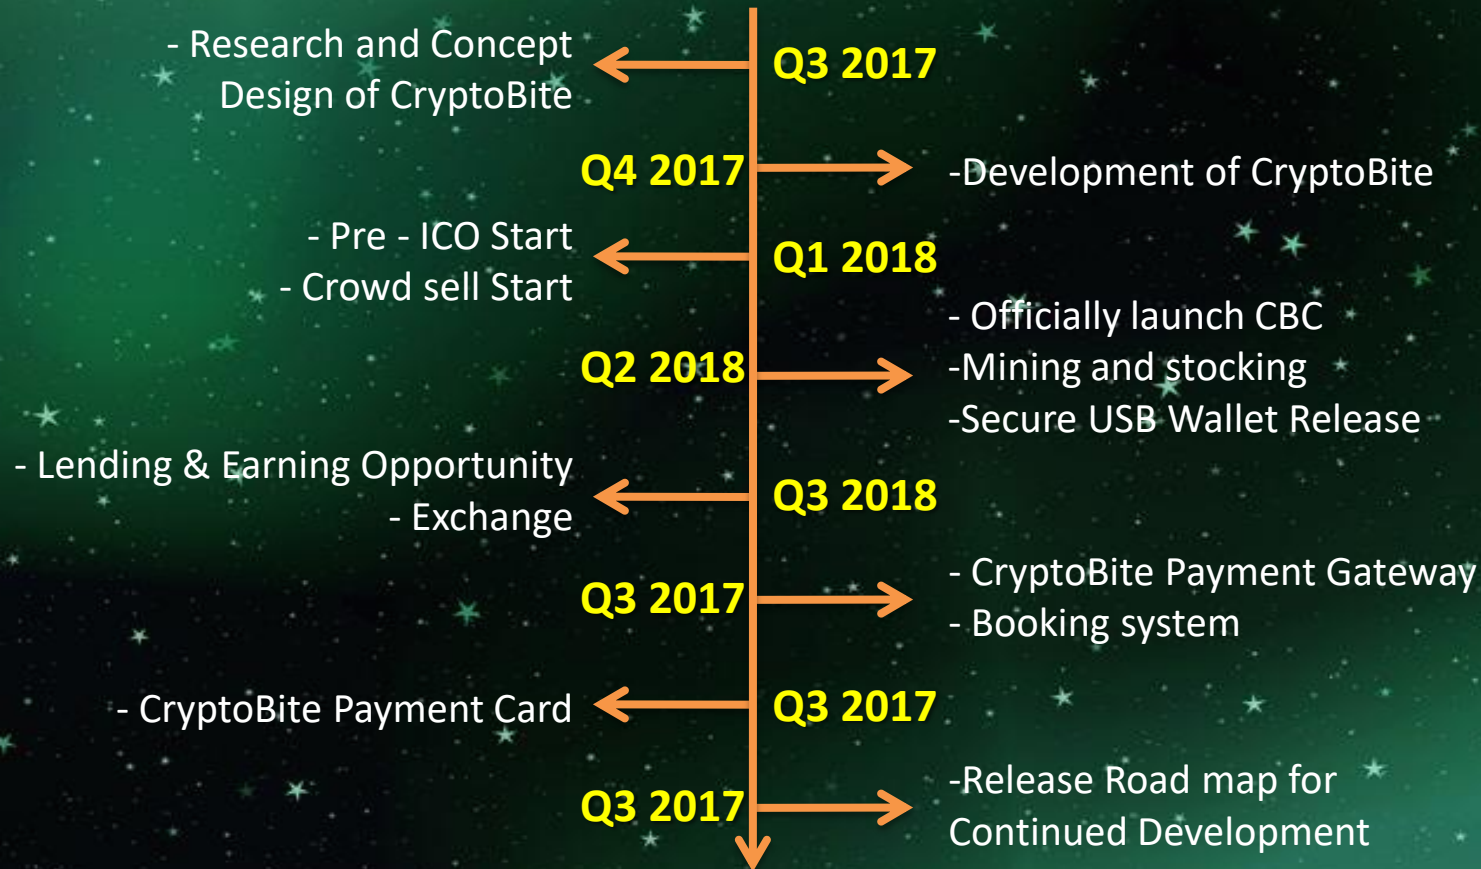 - Research and Concept
Design of CryptoBite
Q3 2017
Q4 2017
-Development of CryptoBite
- Pre - ICO Start
- Crowd sell Start
Q1 2018
Q2 2018
- Officially launch CBC
-Mining and stocking
-Secure USB Wallet Release
- Lending & Earning Opportunity
- Exchange
Q3 2018
Q3 2017
- CryptoBite Payment Gateway
- Booking system
- CryptoBite Payment Card
Q3 2017
Q3 2017
-Release Road map for
Continued Development